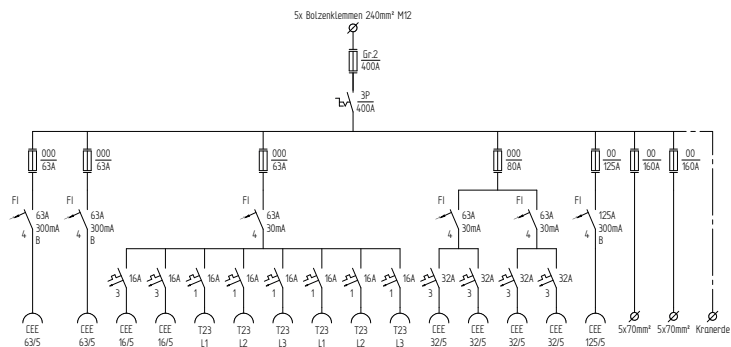 5x Bolzenklemmen 240mm² M12
Gr.2
400A
3P
400A
000
63A
000
63A
000
63A
000
80A
00
125A
00
160A
00
160A
FI
63A
300mA
4
B
FI
63A
300mA
4
B
FI
63A
30mA
4
FI
63A
30mA
4
FI
63A
30mA
4
FI
125A
300mA
4
B
16A
3
16A
3
16A
1
16A
1
16A
1
16A
1
16A
1
16A
1
32A
3
32A
3
32A
3
32A
3
CEE
63/5
CEE
63/5
CEE
16/5
CEE
16/5
T23
L1
T23
L2
T23
L3
T23
L1
T23
L2
T23
L3
CEE
32/5
CEE
32/5
CEE
32/5
CEE
32/5
CEE
125/5
5x70mm²
5x70mm²
Kranerde